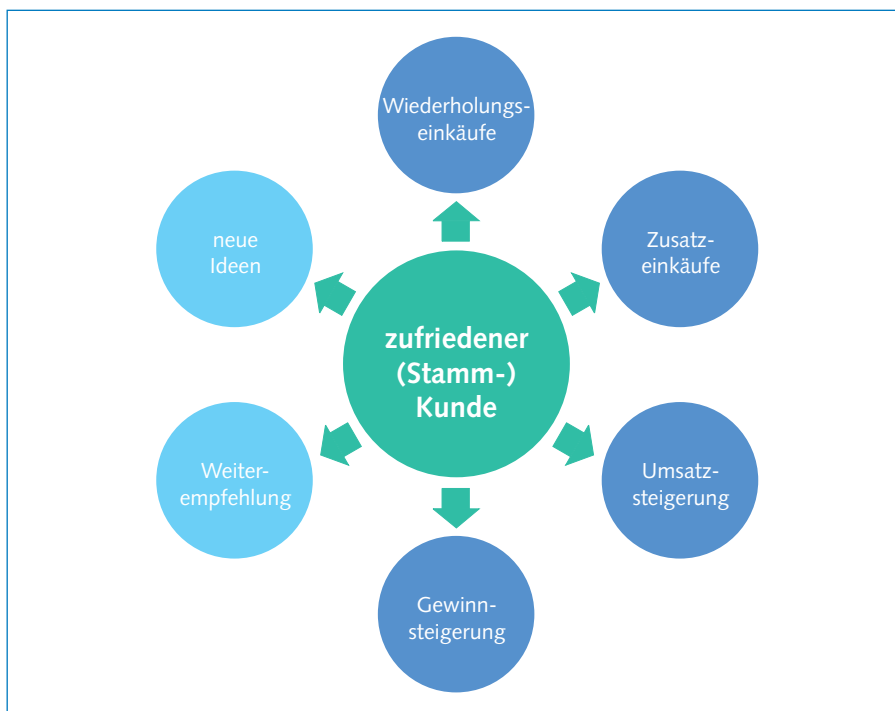 Wiederholungs-
einkäufe
neue
Ideen
Zusatz-
einkäufe
zufriedener
(Stamm-)
Kunde
Weiter-
empfehlung
Umsatz-
steigerung
Gewinn-
steigerung